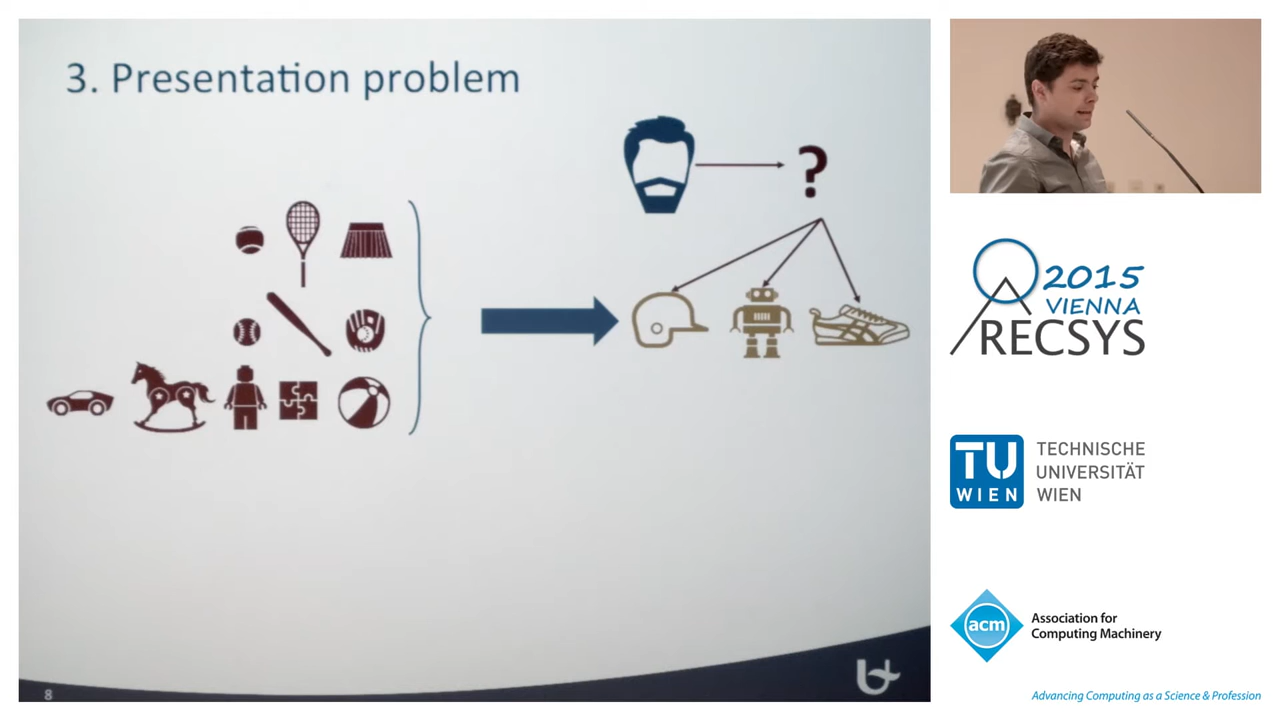 3. Presentation problem
?
8
2015
VIENNA
RECSYS
TU
WIEN
TECHNISCHE
UNIVERSITÄT
WIEN
acm
Association for
Computing Machinery
Advancing Computing as a Science & Profession